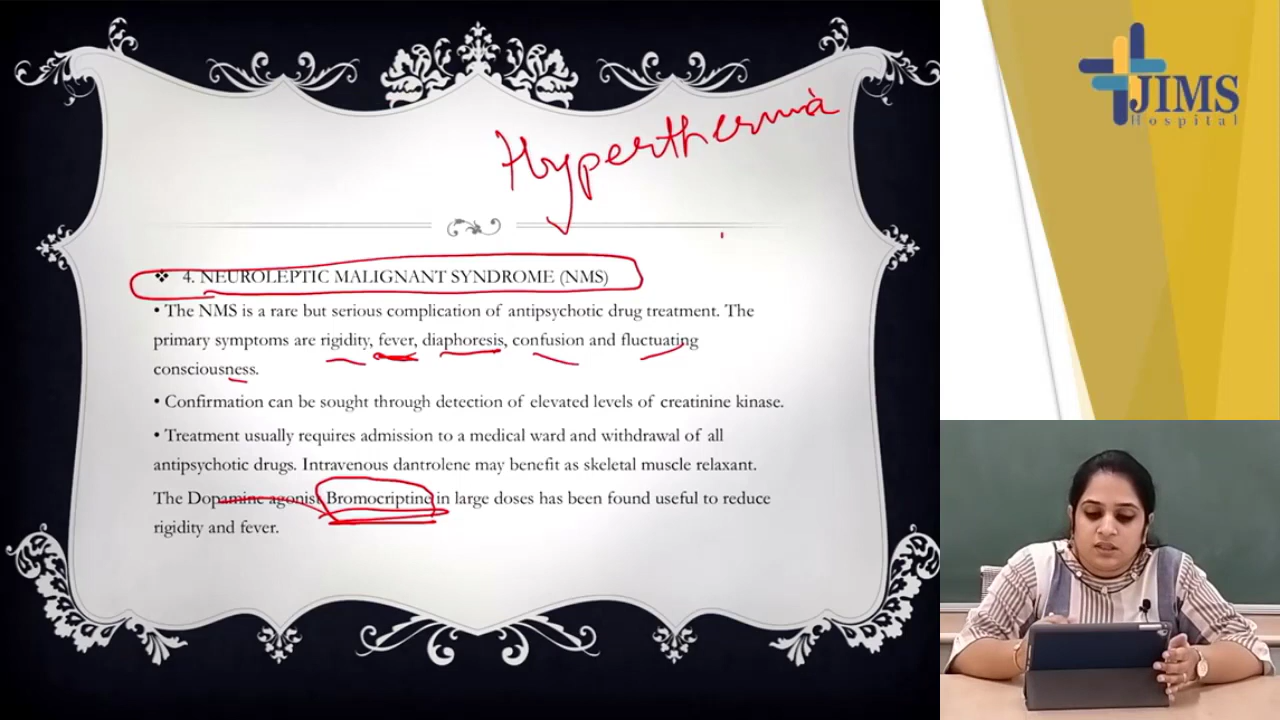 Hyperthermia
❖ 4. NEUROLEPTIC MALIGNANT SYNDROME (NMS)
• The NMS is a rare but serious complication of antipsychotic drug treatment. The
primary symptoms are rigidity, fever, diaphoresis, confusion and fluctuating
consciousness.
• Confirmation can be sought through detection of elevated levels of creatinine kinase.
• Treatment usually requires admission to a medical ward and withdrawal of all
antipsychotic drugs. Intravenous dantrolene may benefit as skeletal muscle relaxant.
The Dopamine agonist Bromocriptine in large doses has been found useful to reduce
rigidity and fever.
JIMS
Hospital